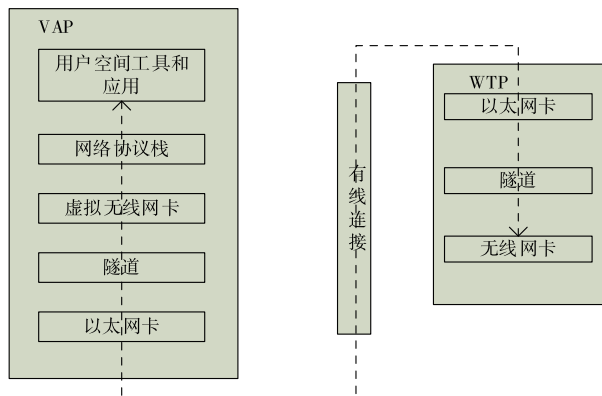 VAP
用户空间工具和
应用
网络协议栈
虚拟无线网卡
隧道
以太网卡
有线连接
WTP
以太网卡
隧道
无线网卡